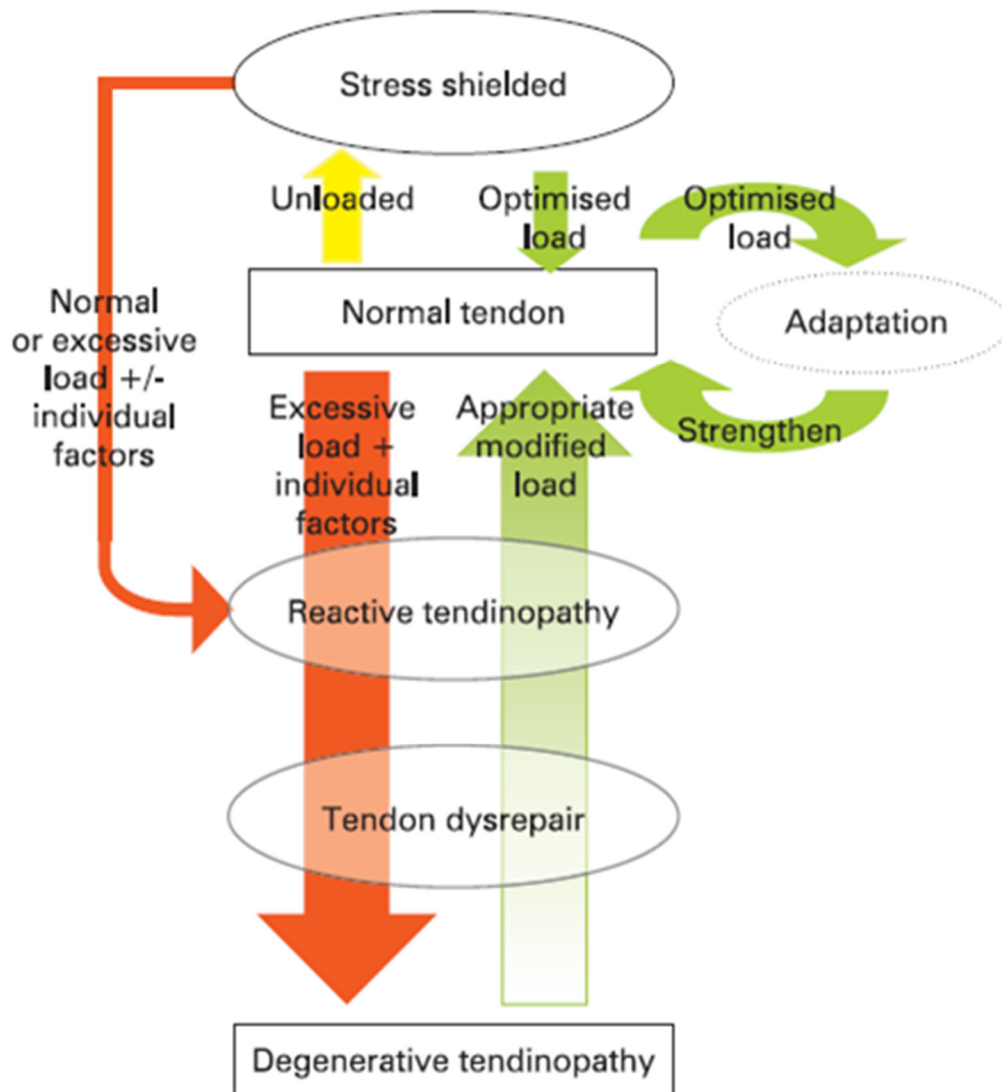 Stress shielded
Unloaded
Optimised
load
Optimised
load
Normal tendon
Adaptation
Normal
or excessive
load +/-
individual
factors
Excessive
load +
individual
factors
Appropriate
modified
load
Strengthen
Reactive tendinopathy
Tendon dysrepair
Degenerative tendinopathy